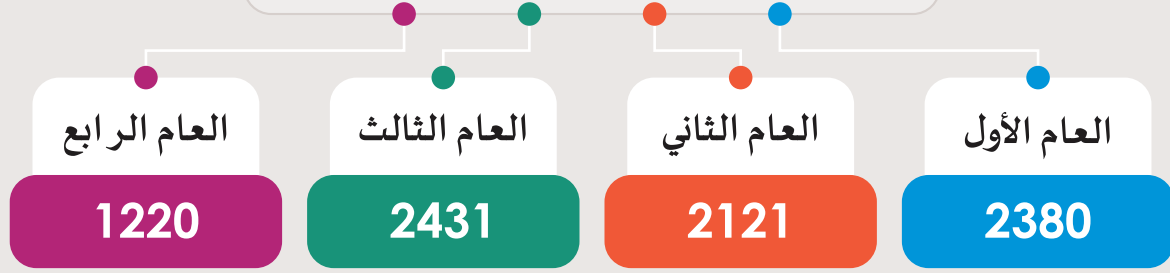 العام الأول
2380
العام الثاني
2121
العام الثالث
2431
العام الرابع
1220